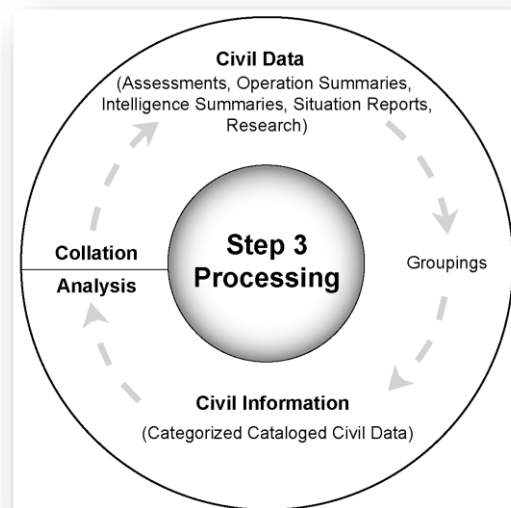 Civil Data
(Assessments, Operation Summaries,
Intelligence Summaries, Situation Reports,
Research)
Step 3
Processing
Collation
Analysis
Groupings
Civil Information
(Categorized Cataloged Civil Data)